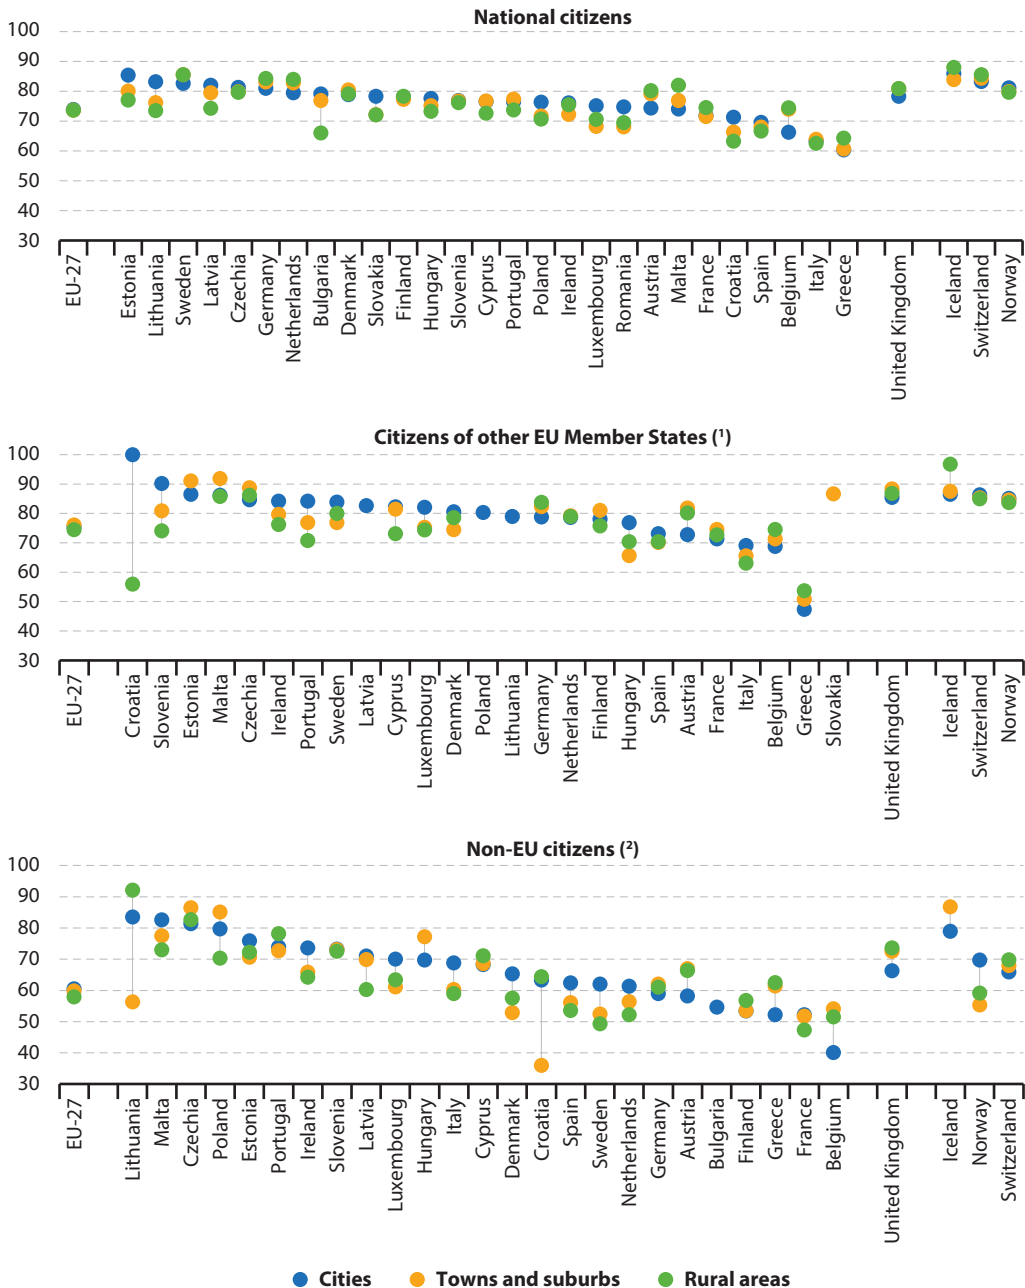 National citizens
100
90
80
70
60
50
40
30
EU-27
Estonia
Lithuania
Sweden
Latvia
Czechia
Germany
Netherlands
Bulgaria
Denmark
Slovakia
Finland
Hungary
Slovenia
Cyprus
Portugal
Poland
Ireland
Luxembourg
Romania
Austria
Malta
France
Croatia
Spain
Belgium
Italy
Greece
United Kingdom
Iceland
Switzerland
Norway
Citizens of other EU Member States (¹)
100
90
80
70
60
50
40
30
EU-27
Croatia
Slovenia
Estonia
Malta
Czechia
Ireland
Portugal
Sweden
Latvia
Cyprus
Luxembourg
Denmark
Poland
Lithuania
Germany
Netherlands
Finland
Hungary
Spain
Austria
France
Italy
Belgium
Greece
Slovakia
United Kingdom
Iceland
Switzerland
Norway
Non-EU citizens (²)
100
90
80
70
60
50
40
30
EU-27
Lithuania
Malta
Czechia
Poland
Estonia
Portugal
Ireland
Slovenia
Latvia
Luxembourg
Hungary
Italy
Cyprus
Denmark
Croatia
Spain
Sweden
Netherlands
Germany
Austria
Bulgaria
Finland
Greece
France
Belgium
United Kingdom
Iceland
Norway
Switzerland
Cities Towns and suburbs Rural areas